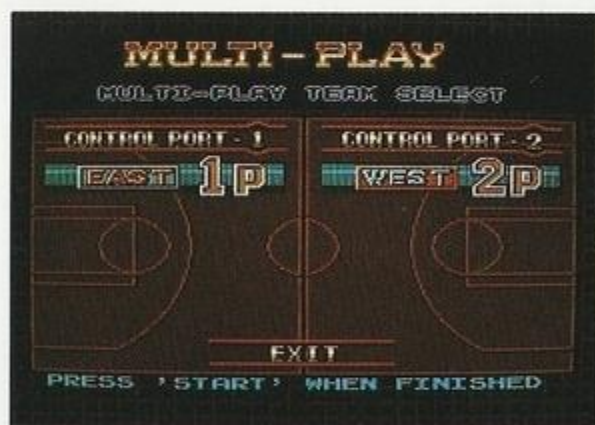 MULTI-PLAY
MULTI-PLAY TEAM SELECT
CONTROL PORT - 1
CONTROL PORT - 2
EAST 1P
WEST 2P
EXIT
PRESS 'START' WHEN FINISHED